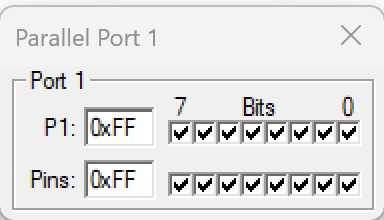 Parallel Port 1
Port 1
7 Bits 0
P1: 0xFF
Pins: 0xFF